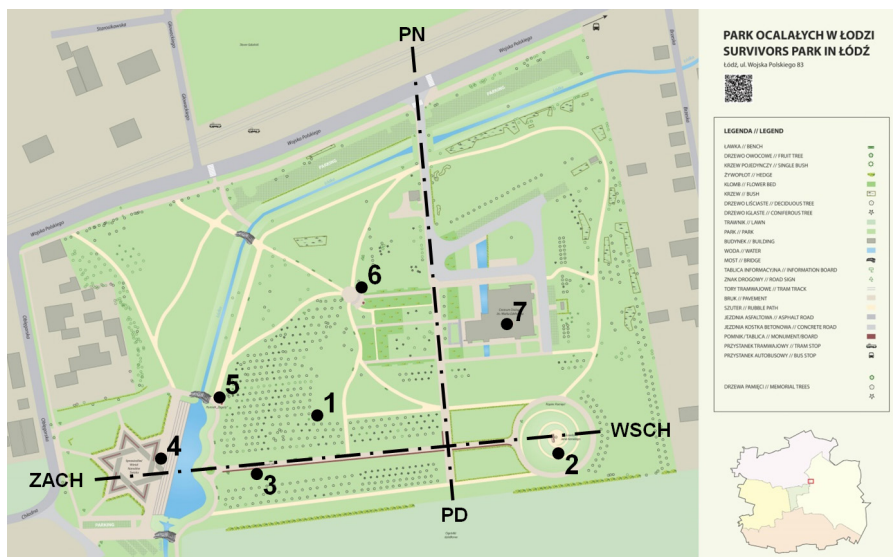 PN
WSCH
ZACH
PD
1
2
3
4
5
6
7
Wojska Polskiego
Wojska Polskiego
Wojska Polskiego
PARKING
PARKING
PARKING
PARK OCALAŁYCH W ŁODZI
SURVIVORS PARK IN ŁÓDŹ
Łódź, ul. Wojska Polskiego 83
LEGENDA // LEGEND
ŁAWKA // BENCH
DRZEWO OWOCOWE // FRUIT TREE
KRZEW POJEDYNCZY // SINGLE BUSH
ŻYWOPŁOT // HEDGE
KLOMB // FLOWER BED
KRZEW // BUSH
DRZEWO LIŚCIASTE // DECIDUOUS TREE
DRZEWO IGLASTE // CONIFEROUS TREE
TRAWNIK // LAWN
PARK // PARK
BUDYNEK // BUILDING
WODA // WATER
MOST // BRIDGE
TABLICA INFORMACYJNA // INFORMATION BOARD
ZNAK DROGOWY // ROAD SIGN
TORY TRAMWAJOWE // TRAM TRACK
BRUK // PAVEMENT
SZUTER // RUBBLE PATH
POMNIK/TABLICA // MONUMENT/BOARD
JEZDNIA ASFALTOWA // ASPHALT ROAD
JEZDNIA KOSTKA BETONOWA // CONCRETE ROAD
PRZYSTANEK TRAMWAJOWY // TRAM STOP
PRZYSTANEK AUTOBUSOWY // BUS STOP
DRZEWA PAMIĘCI // MEMORIAL TREES